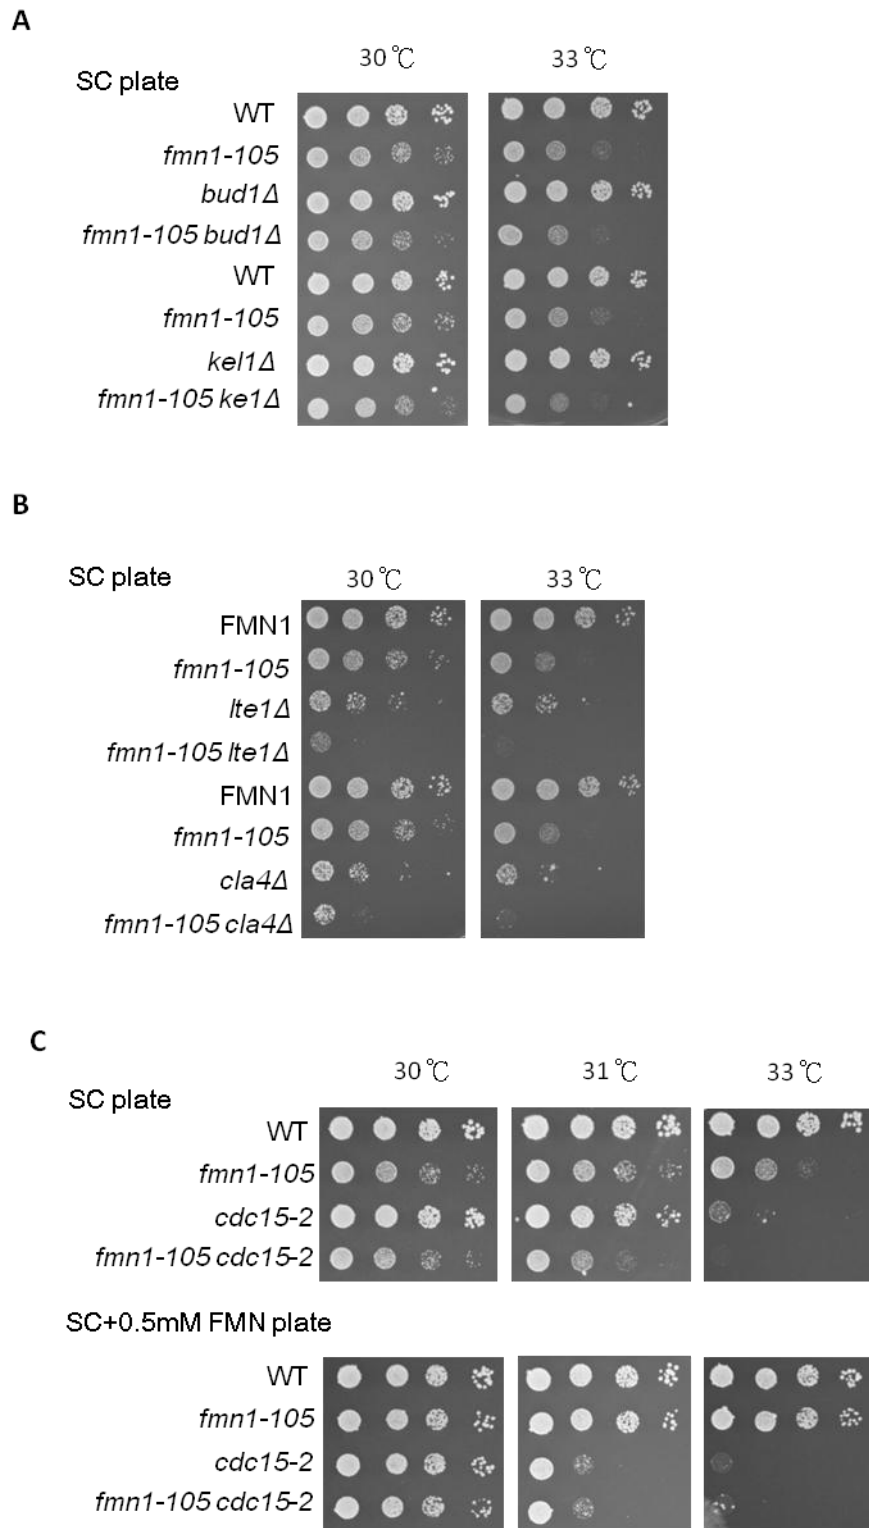 A
30℃ 33℃
SC plate
WT
fmn1-105
bud1Δ
fmn1-105 bud1Δ
WT
fmn1-105
kel1Δ
fmn1-105 ke1Δ
B
SC plate 30℃ 33℃
FMN1
fmn1-105
lte1Δ
fmn1-105 lte1Δ
FMN1
fmn1-105
cla4Δ
fmn1-105 cla4Δ
C
30℃ 31℃ 33℃
SC plate
WT
fmn1-105
cdc15-2
fmn1-105 cdc15-2
SC+0.5mM FMN plate
WT
fmn1-105
cdc15-2
fmn1-105 cdc15-2